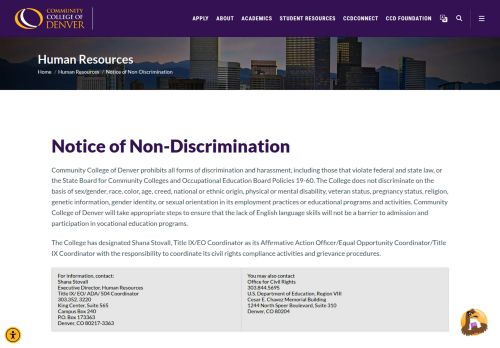 COMMUNITY
COLLEGE OF
DENVER
APPLY
ABOUT
ACADEMICS
STUDENT RESOURCES
CCDCONNECT
CCD FOUNDATION
Human Resources
Home / Human Resources / Notice of Non-Discrimination
Notice of Non-Discrimination
Community College of Denver prohibits all forms of discrimination and harassment, including those that violate federal and state law, or
the State Board for Community Colleges and Occupational Education Board Policies 19-60. The College does not discriminate on the
basis of sex/gender, race, color, age, creed, national or ethnic origin, physical or mental disability, veteran status, pregnancy status, religion,
genetic information, gender identity, or sexual orientation in its employment practices or educational programs and activities. Community
College of Denver will take appropriate steps to ensure that the lack of English language skills will not be a barrier to admission and
participation in vocational education programs.
The College has designated Shana Stovall, Title IX/EO Coordinator as its Affirmative Action Officer/Equal Opportunity Coordinator/Title
IX Coordinator with the responsibility to coordinate its civil rights compliance activities and grievance procedures.
For information, contact:
Shana Stovall
Executive Director, Human Resources
Title IX/ EO/ ADA/ 504 Coordinator
303.352. 3220
King Center, Suite 565
Campus Box 240
P.O. Box 173363
Denver, CO 80217-3363
You may also contact
Office for Civil Rights
303.844.5695
U.S. Department of Education, Region VIII
Cesar E. Chavez Memorial Building
1244 North Speer Boulevard, Suite 310
Denver, CO 80204